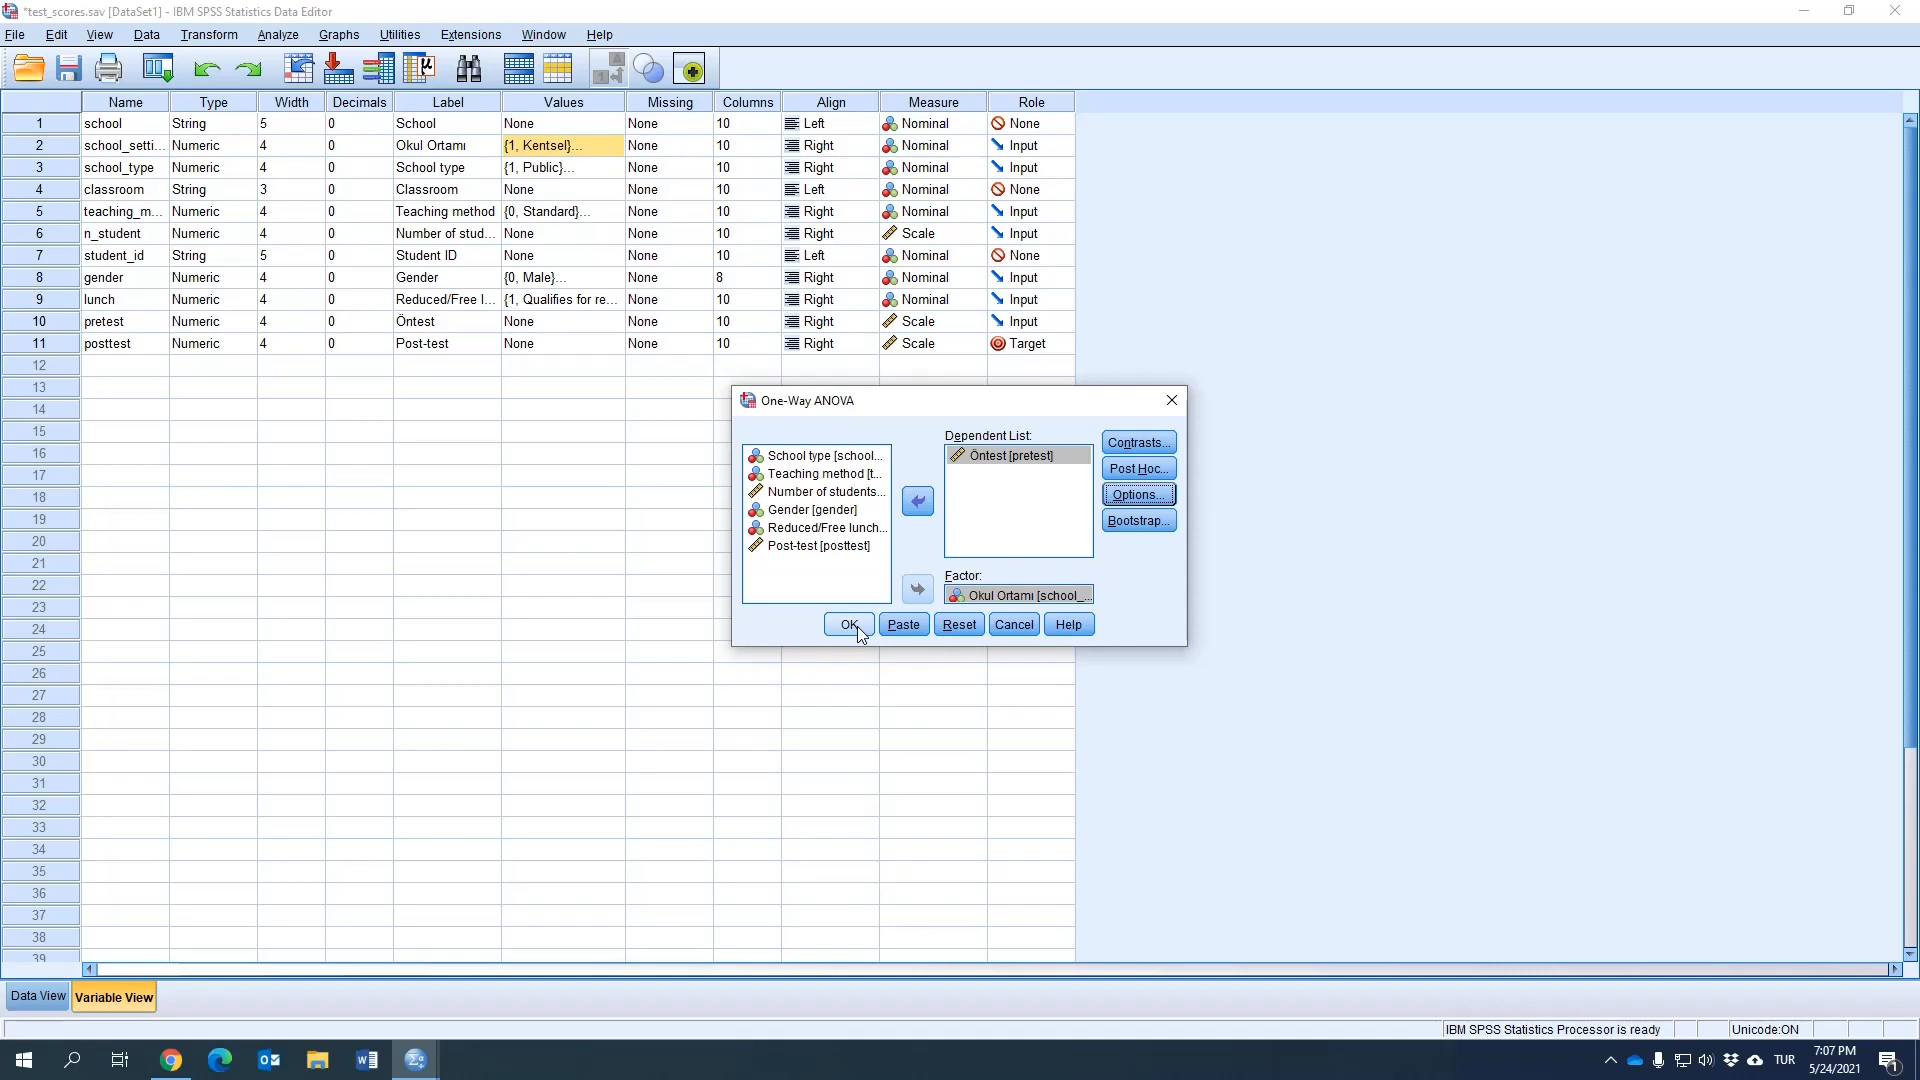 *test_scores.sav [DataSet1] - IBM SPSS Statistics Data Editor
File Edit View Data Transform Analyze Graphs Utilities Extensions Window Help
Name Type Width Decimals Label Values Missing Columns Align Measure Role
1 school String 5 0 School None None 10 Left Nominal None
2 school_setti... Numeric 4 0 Okul Ortamı {1, Kentsel}... None 10 Right Nominal Input
3 school_type Numeric 4 0 School type {1, Public}... None 10 Right Nominal Input
4 classroom String 3 0 Classroom None None 10 Left Nominal None
5 teaching_m... Numeric 4 0 Teaching method {0, Standard}... None 10 Right Nominal Input
6 n_student Numeric 4 0 Number of stud... None None 10 Right Scale Input
7 student_id String 5 0 Student ID None None 10 Left Nominal None
8 gender Numeric 4 0 Gender {0, Male}... None 8 Right Nominal Input
9 lunch Numeric 4 0 Reduced/Free l... {1, Qualifies for re... None 10 Right Nominal Input
10 pretest Numeric 4 0 Öntest None None 10 Right Scale Input
11 posttest Numeric 4 0 Post-test None None 10 Right Scale Target
12
13
14
15
16
17
18
19
20
21
22
23
24
25
26
27
28
29
30
31
32
33
34
35
36
37
38
39
One-Way ANOVA
Dependent List:
School type [school...
Teaching method [t...
Number of students...
Gender [gender]
Reduced/Free lunch...
Post-test [posttest]
Öntest [pretest]
Contrasts...
Post Hoc...
Options...
Bootstrap...
Factor:
Okul Ortamı [school_...
OK Paste Reset Cancel Help
Data View Variable View
IBM SPSS Statistics Processor is ready Unicode:ON
TUR
7:07 PM
5/24/2021
1